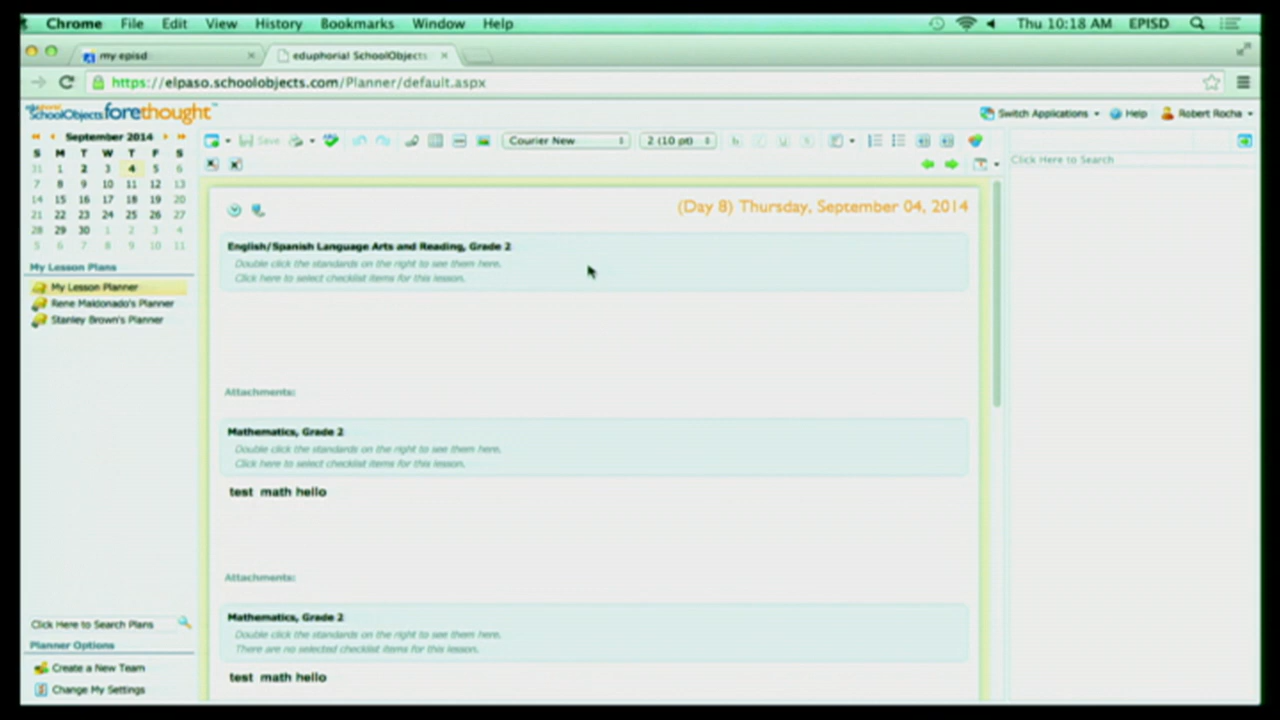 Chrome File Edit View History Bookmarks Window Help Thu 10:18 AM EPISD
my episd eduphoria! SchoolObjects:
https://elpaso.schoolobjects.com/Planner/default.aspx
eduphoria! SchoolObjects: forethought™ Switch Applications Help Robert Rocha
September 2014 Save Courier New 2 (10 pt)
S M T W T F S
31 1 2 3 4 5 6
7 8 9 10 11 12 13
14 15 16 17 18 19 20
21 22 23 24 25 26 27
28 29 30 1 2 3 4
5 6 7 8 9 10 11
My Lesson Plans
My Lesson Planner
Rene Maldonado's Planner
Stanley Brown's Planner
Click Here to Search Plans
Planner Options
Create a New Team
Change My Settings
(Day 8) Thursday, September 04, 2014
English/Spanish Language Arts and Reading, Grade 2
Double click the standards on the right to see them here.
Click here to select checklist items for this lesson.
Attachments:
Mathematics, Grade 2
Double click the standards on the right to see them here.
Click here to select checklist items for this lesson.
test math hello
Attachments:
Mathematics, Grade 2
Double click the standards on the right to see them here.
There are no selected checklist items for this lesson.
test math hello
Click Here to Search